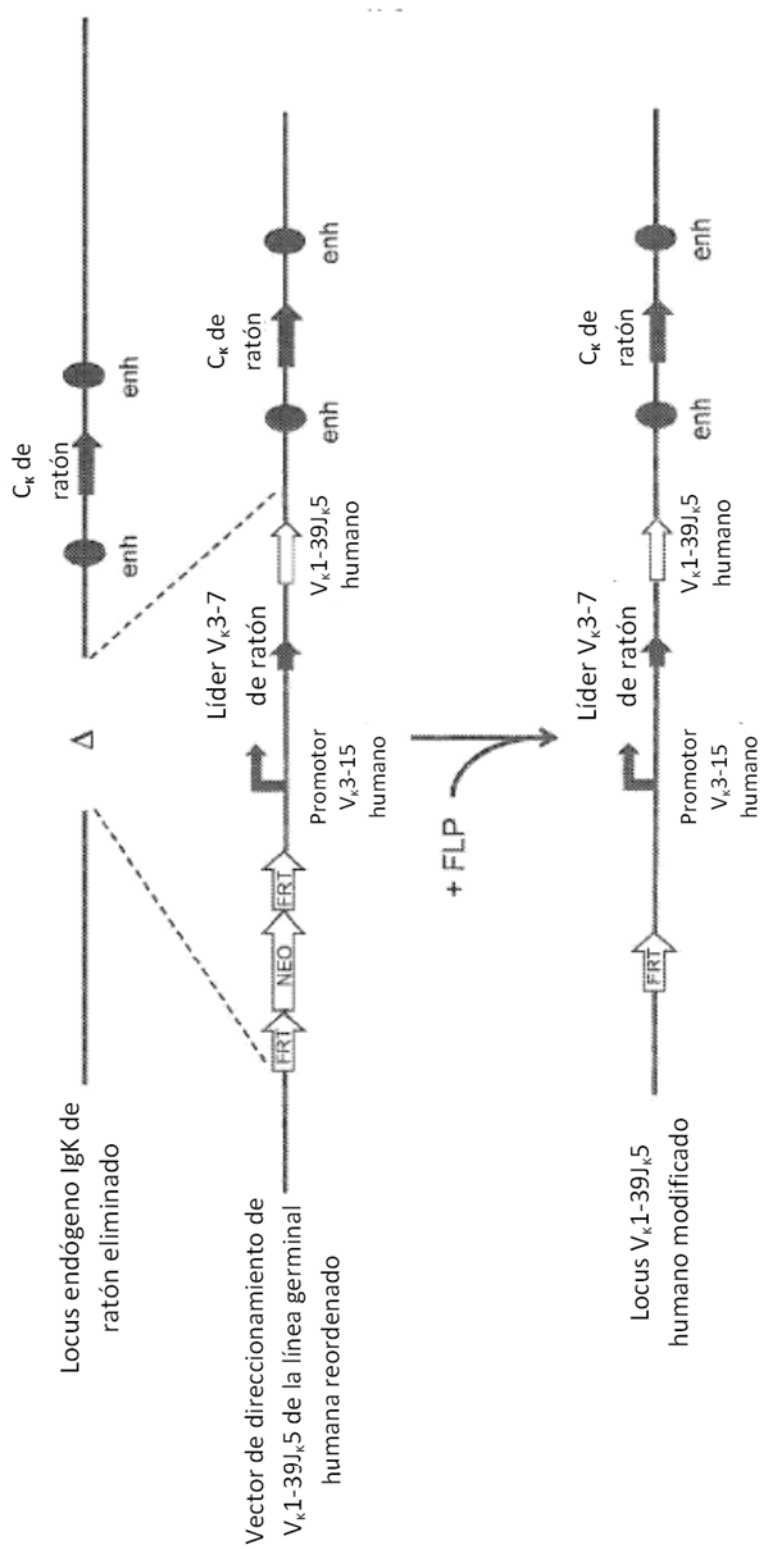 Locus endógeno IgK de
ratón eliminado
Δ
enh
Cκ de
ratón
enh
Vector de direccionamiento de
Vκ1-39Jκ5 de la línea germinal
humana reordenado
FRT
NEO
FRT
Promotor
Vκ3-15
humano
Líder Vκ3-7
de ratón
Vκ1-39Jκ5
humano
enh
Cκ de
ratón
enh
+ FLP
Locus Vκ1-39Jκ5
humano modificado
FRT
Promotor
Vκ3-15
humano
Líder Vκ3-7
de ratón
Vκ1-39Jκ5
humano
enh
Cκ de
ratón
enh